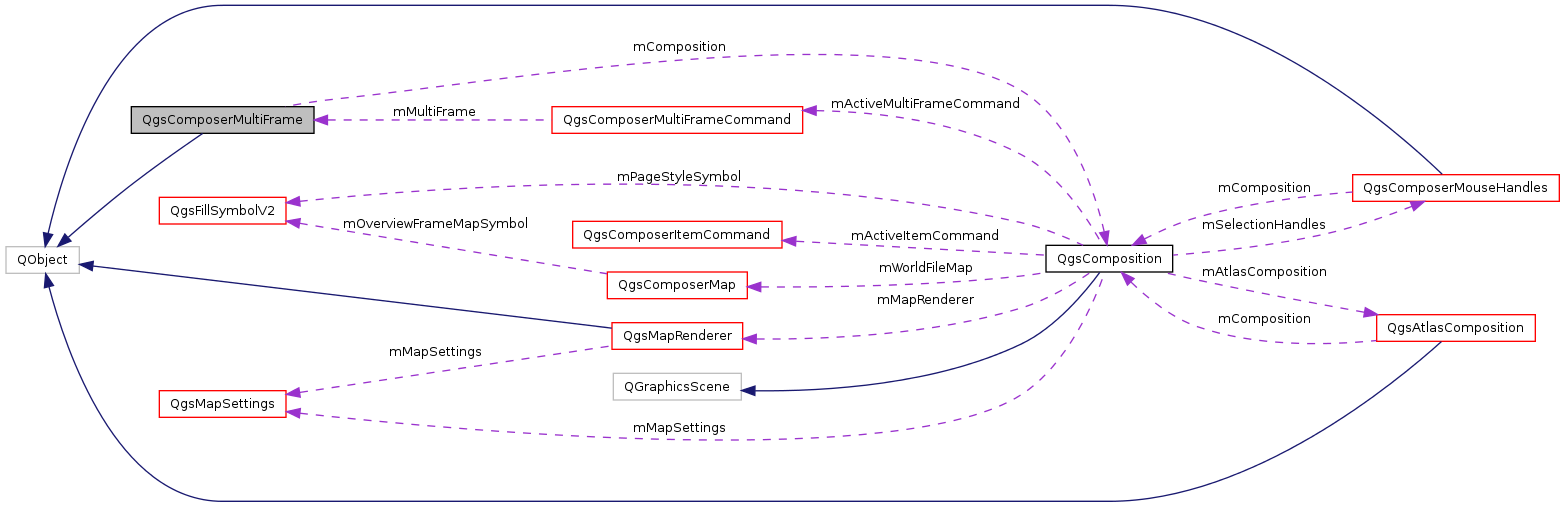 mComposition
mActiveMultiFrameCommand
mMultiFrame
QgsComposerMultiFrame
QgsComposerMultiFrameCommand
mPageStyleSymbol
mComposition
QgsComposerMouseHandles
QgsFillSymbolV2
mOverviewFrameMapSymbol
mSelectionHandles
QgsComposerItemCommand
mActiveItemCommand
QObject
QgsComposition
mWorldFileMap
mAtlasComposition
QgsComposerMap
mMapRenderer
mComposition
QgsAtlasComposition
QgsMapRenderer
mMapSettings
QGraphicsScene
QgsMapSettings
mMapSettings